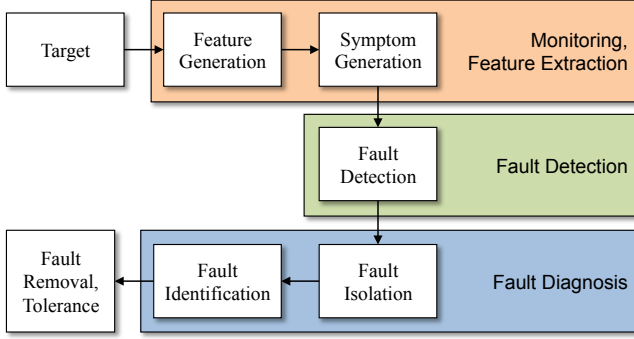 Target
Feature
Generation
Symptom
Generation
Monitoring,
Feature Extraction
Fault
Detection
Fault Detection
Fault
Removal,
Tolerance
Fault
Identification
Fault
Isolation
Fault Diagnosis